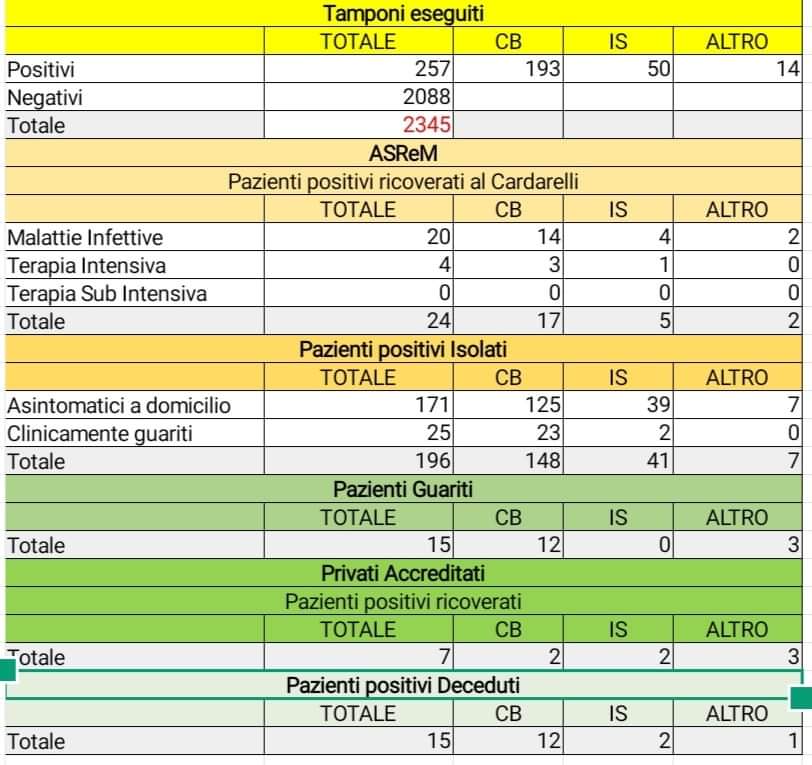 Tamponi eseguiti
TOTALE CB IS ALTRO
Positivi 257 193 50 14
Negativi 2088
Totale 2345
ASReM
Pazienti positivi ricoverati al Cardarelli
TOTALE CB IS ALTRO
Malattie Infettive 20 14 4 2
Terapia Intensiva 4 3 1 0
Terapia Sub Intensiva 0 0 0 0
Totale 24 17 5 2
Pazienti positivi Isolati
TOTALE CB IS ALTRO
Asintomatici a domicilio 171 125 39 7
Clinicamente guariti 25 23 2 0
Totale 196 148 41 7
Pazienti Guariti
TOTALE CB IS ALTRO
Totale 15 12 0 3
Privati Accreditati
Pazienti positivi ricoverati
TOTALE CB IS ALTRO
Totale 7 2 2 3
Pazienti positivi Deceduti
TOTALE CB IS ALTRO
Totale 15 12 2 1